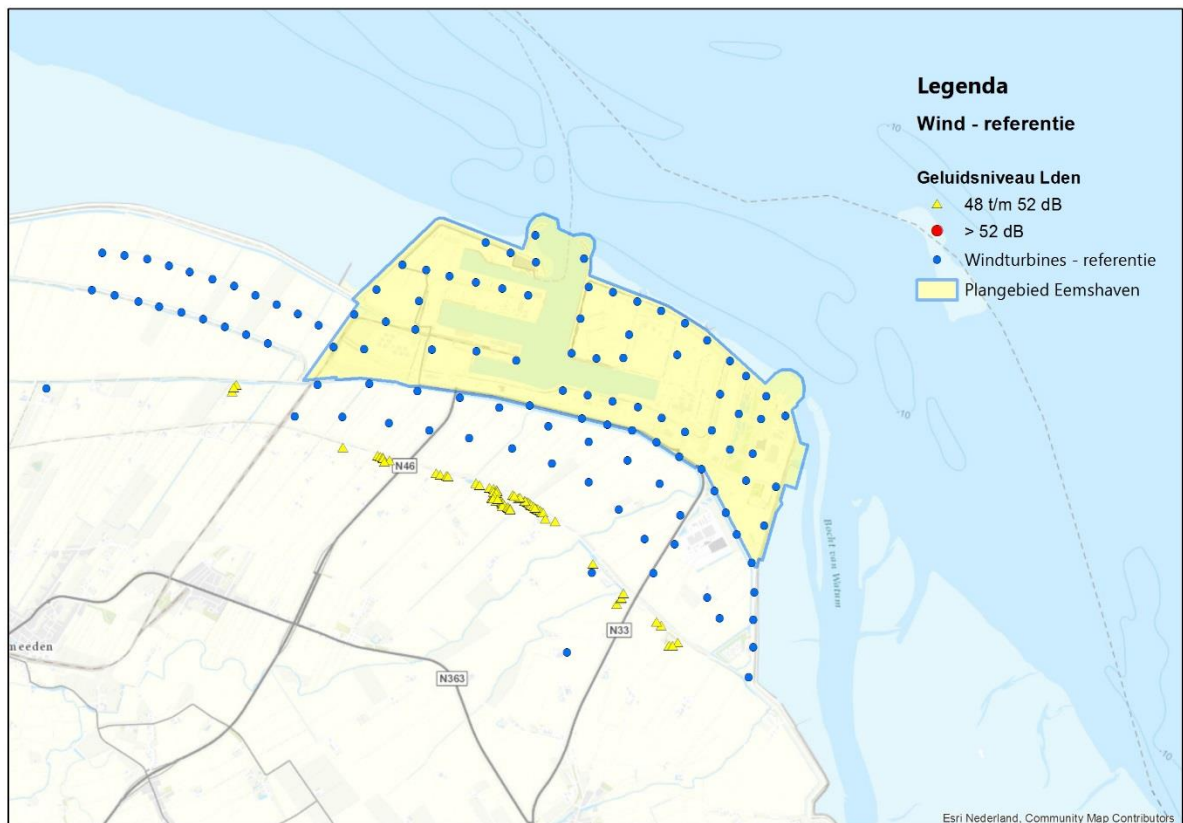 Legenda
Wind - referentie
Geluidsniveau Lden
48 t/m 52 dB
> 52 dB
Windturbines - referentie
Plangebied Eemshaven
-10
-10
-10
N46
Bocht van Watum
N33
meeden
N363
Esri Nederland, Community Map Contributors